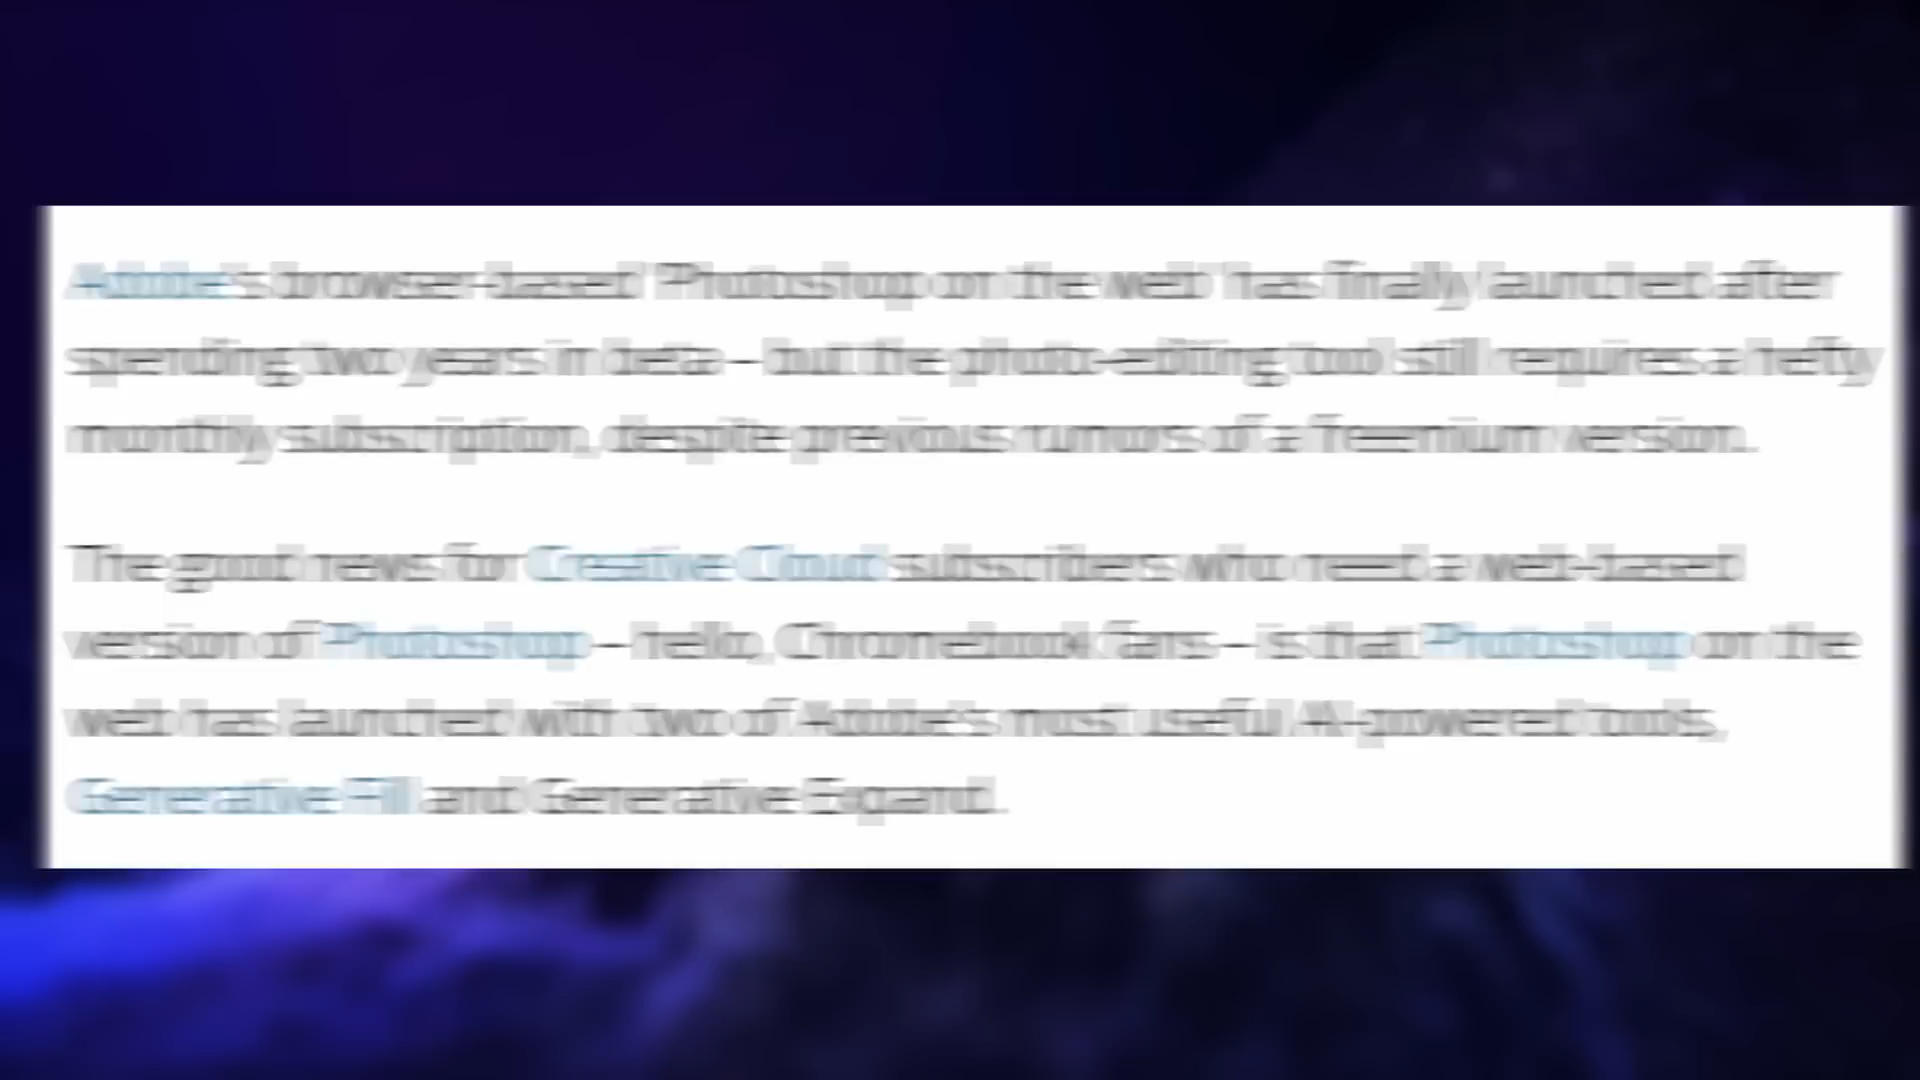 Adobe's browser-based 'Photoshop on the web' has finally launched after
spending two years in beta – but the photo-editing tool still requires a hefty
monthly subscription, despite previous rumors of a freemium version.
The good news for Creative Cloud subscribers who need a web-based
version of Photoshop – hello, Chromebook fans – is that Photoshop on the
web has launched with two of Adobe's most useful AI-powered tools,
Generative Fill and Generative Expand.